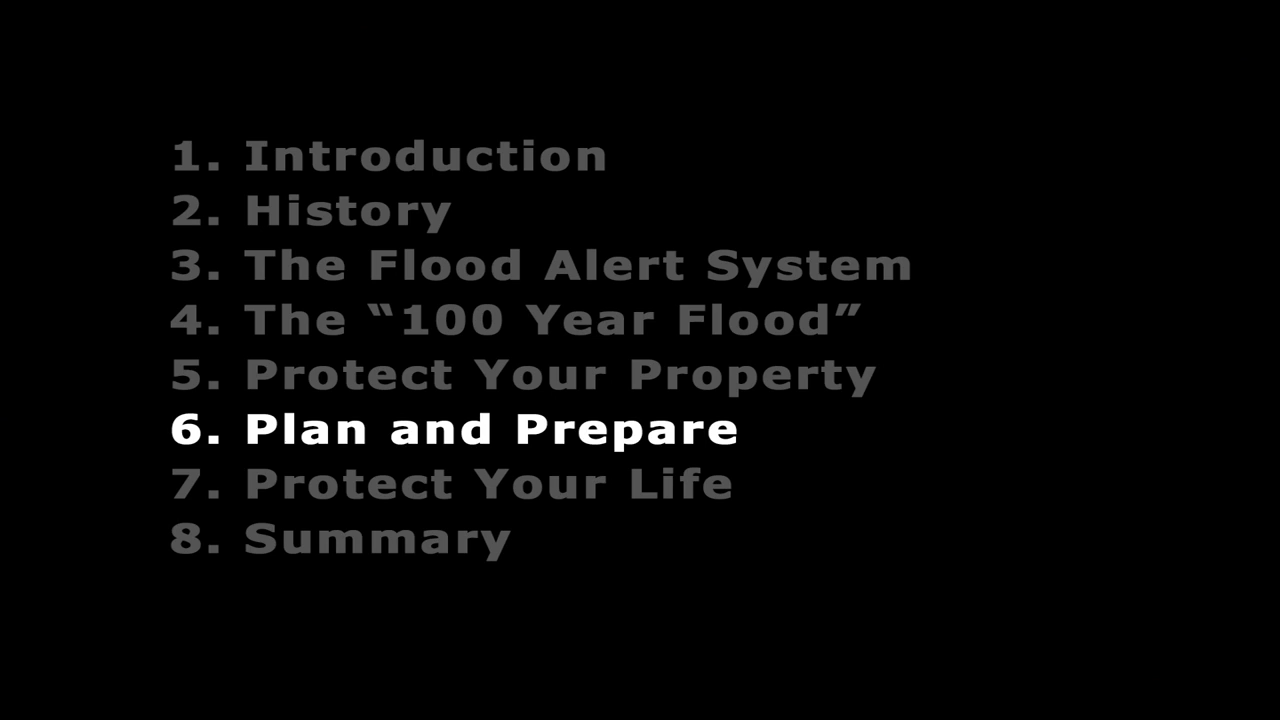 1. Introduction
2. History
3. The Flood Alert System
4. The “100 Year Flood”
5. Protect Your Property
6. Plan and Prepare
7. Protect Your Life
8. Summary